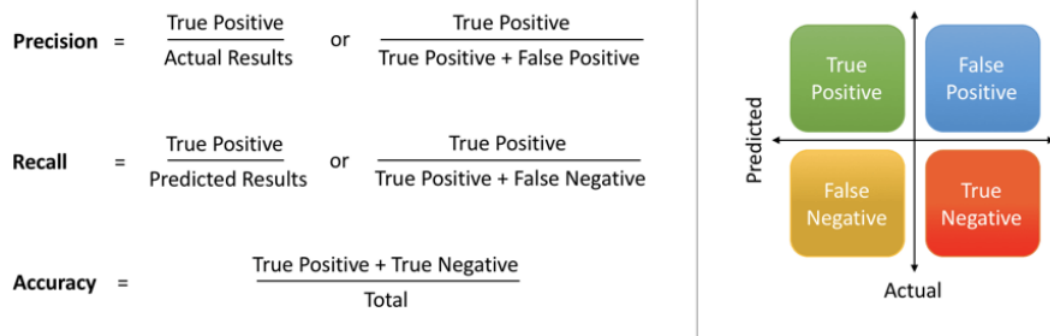 Precision = True Positive / Actual Results or True Positive / True Positive + False Positive
Recall = True Positive / Predicted Results or True Positive / True Positive + False Negative
Accuracy = True Positive + True Negative / Total
True Positive
False Positive
Predicted
False Negative
True Negative
Actual